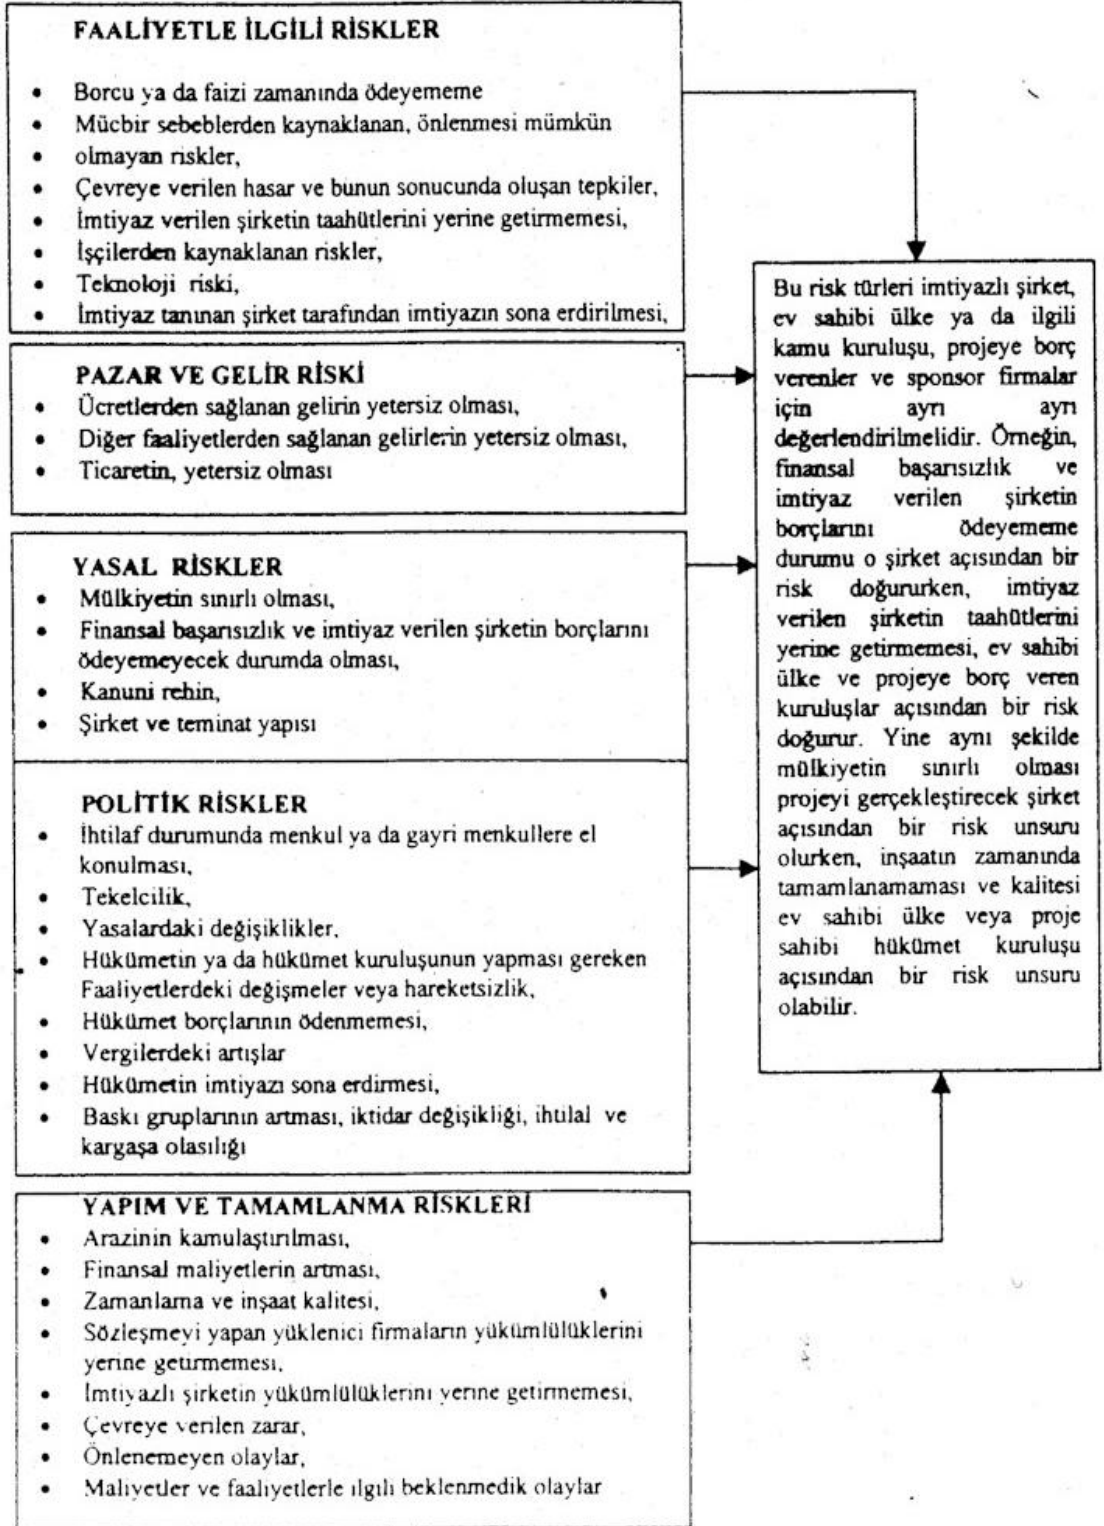 FAALİYETLE İLGİLİ RİSKLER
• Borcu ya da faizi zamanında ödeyememe
• Mücbir sebeblerden kaynaklanan, önlenmesi mümkün
• olmayan riskler,
• Çevreye verilen hasar ve bunun sonucunda oluşan tepkiler,
• İmtiyaz verilen şirketin taahütlerini yerine getirmemesi,
• İşçilerden kaynaklanan riskler,
• Teknoloji riski,
• İmtiyaz tanınan şirket tarafından imtiyazın sona erdirilmesi,
PAZAR VE GELİR RİSKİ
• Ücretlerden sağlanan gelirin yetersiz olması,
• Diğer faaliyetlerden sağlanan gelirlerin yetersiz olması,
• Ticaretin, yetersiz olması
YASAL RİSKLER
• Mülkiyetin sınırlı olması,
• Finansal başarısızlık ve imtiyaz verilen şirketin borçlarını
ödeyemeyecek durumda olması,
• Kanuni rehin,
• Şirket ve teminat yapısı
POLİTİK RİSKLER
• İhtilaf durumunda menkul ya da gayri menkullere el
konulması,
• Tekelcilik,
• Yasalardaki değişiklikler,
• Hükümetin ya da hükümet kuruluşunun yapması gereken
Faaliyetlerdeki değişmeler veya hareketsizlik,
• Hükümet borçlarının ödenmemesi,
• Vergilerdeki artışlar
• Hükümetin imtiyazı sona erdirmesi,
• Baskı gruplarının artması, iktidar değişikliği, ihtilal ve
kargaşa olasılığı
YAPIM VE TAMAMLANMA RİSKLERİ
• Arazinin kamulaştırılması,
• Finansal maliyetlerin artması,
• Zamanlama ve inşaat kalitesi,
• Sözleşmeyi yapan yüklenici firmaların yükümlülüklerini
yerine getirmemesi,
• İmtiyazlı şirketin yükümlülüklerini yerine getirmemesi,
• Çevreye verilen zarar,
• Önlenemeyen olaylar,
• Maliyetler ve faaliyetlerle ilgili beklenmedik olaylar
Bu risk türleri imtiyazlı şirket,
ev sahibi ülke ya da ilgili
kamu kuruluşu, projeye borç
verenler ve sponsor firmalar
için ayrı ayrı
değerlendirilmelidir. Örneğin,
finansal başarısızlık ve
imtiyaz verilen şirketin
borçlarını ödeyememe
durumu o şirket açısından bir
risk doğururken, imtiyaz
verilen şirketin taahütlerini
yerine getirmemesi, ev sahibi
ülke ve projeye borç veren
kuruluşlar açısından bir risk
doğurur. Yine aynı şekilde
mülkiyetin sınırlı olması
projeyi gerçekleştirecek şirket
açısından bir risk unsuru
olurken, inşaatın zamanında
tamamlanamaması ve kalitesi
ev sahibi ülke veya proje
sahibi hükümet kuruluşu
açısından bir risk unsuru
olabilir.